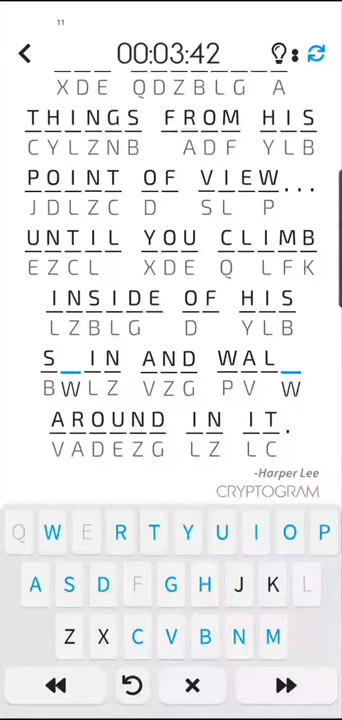 11
00:03:42
XDE QDZBLG A
THINGS FROM HIS
CYLZNB ADF YLB
POINT OF VIEW...
JDLZC D SL P
UNTIL YOU CLIMB
EZCL XDE Q LFK
INSIDE OF HIS
LZBLG D YLB
S_IN AND WAL_
BWLZ VZG PV W
AROUND IN IT.
VADEZG LZ LC
-Harper Lee
CRYPTOGRAM
Q W E R T Y U I O P
A S D F G H J K L
Z X C V B N M